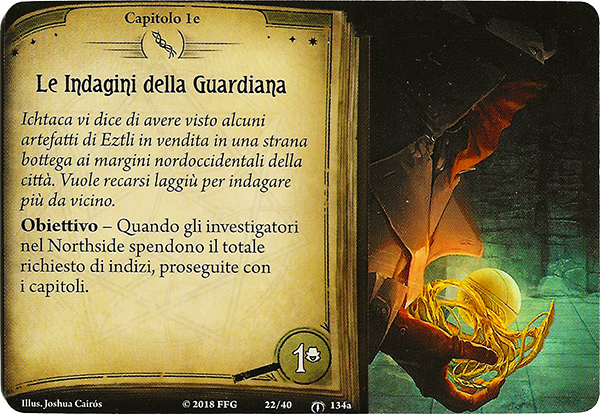 Capitolo 1e
Le Indagini della Guardiana
Ichtaca vi dice di avere visto alcuni
artefatti di Eztli in vendita in una strana
bottega ai margini nordoccidentali della
città. Vuole recarsi laggiù per indagare
più da vicino.
Obiettivo – Quando gli investigatori
nel Northside spendono il totale
richiesto di indizi, proseguite con
i capitoli.
1
Illus. Joshua Cairós © 2018 FFG 22/40 134a